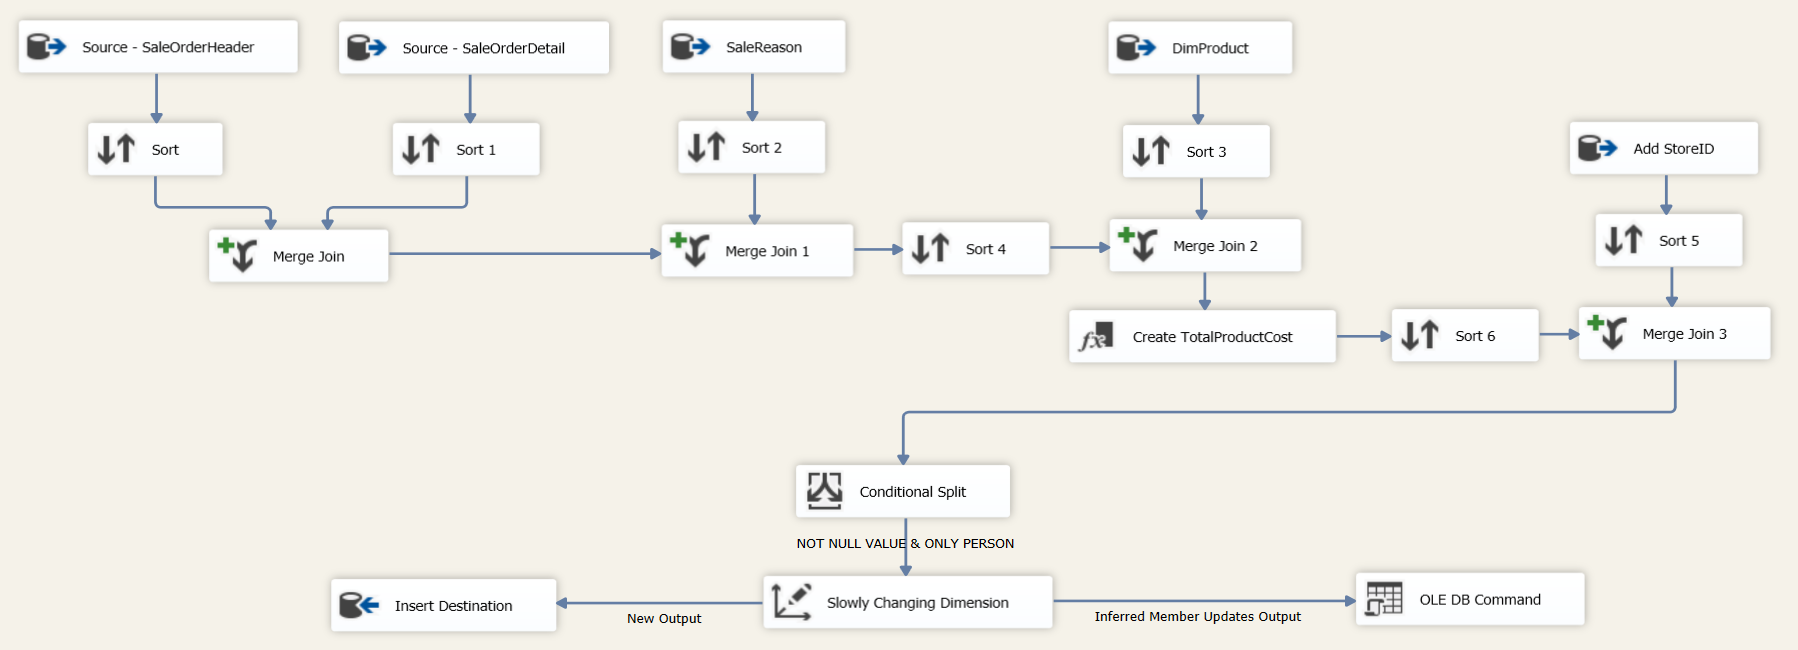 Source - SaleOrderHeader
Source - SaleOrderDetail
SaleReason
DimProduct
Sort
Sort 1
Sort 2
Sort 3
Add StoreID
Merge Join
Merge Join 1
Sort 4
Merge Join 2
Sort 5
Create TotalProductCost
Sort 6
Merge Join 3
Conditional Split
NOT NULL VALUE & ONLY PERSON
Insert Destination
New Output
Slowly Changing Dimension
Inferred Member Updates Output
OLE DB Command